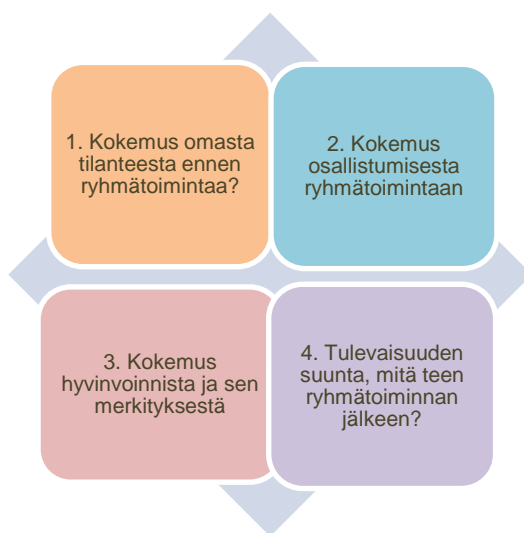 1. Kokemus omasta
tilanteesta ennen
ryhmätoimintaa?
2. Kokemus
osallistumisesta
ryhmätoimintaan
3. Kokemus
hyvinvoinnista ja sen
merkityksestä
4. Tulevaisuuden
suunta, mitä teen
ryhmätoiminnan
jälkeen?